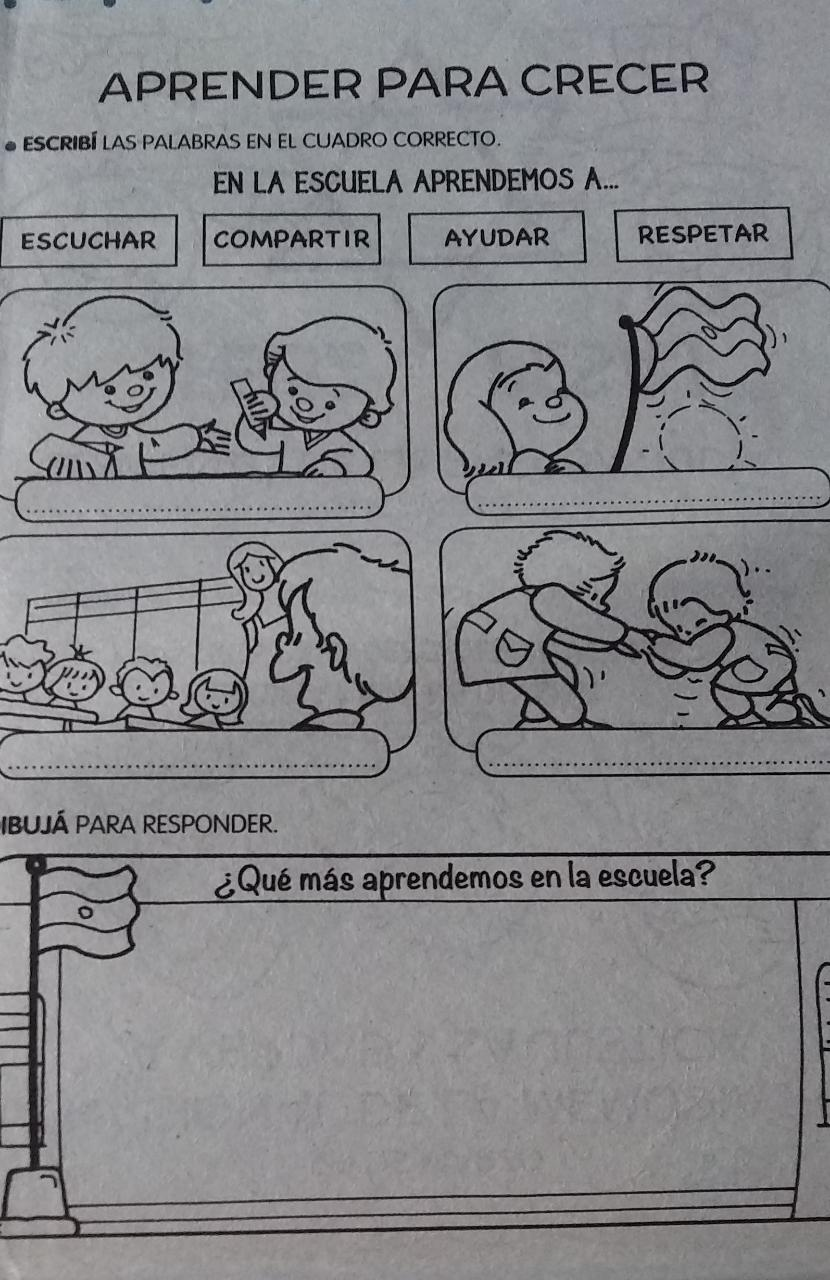 APRENDER PARA CRECER
● ESCRIBÍ LAS PALABRAS EN EL CUADRO CORRECTO.
EN LA ESCUELA APRENDEMOS A...
ESCUCHAR COMPARTIR AYUDAR RESPETAR
IBUJÁ PARA RESPONDER.
¿Qué más aprendemos en la escuela?